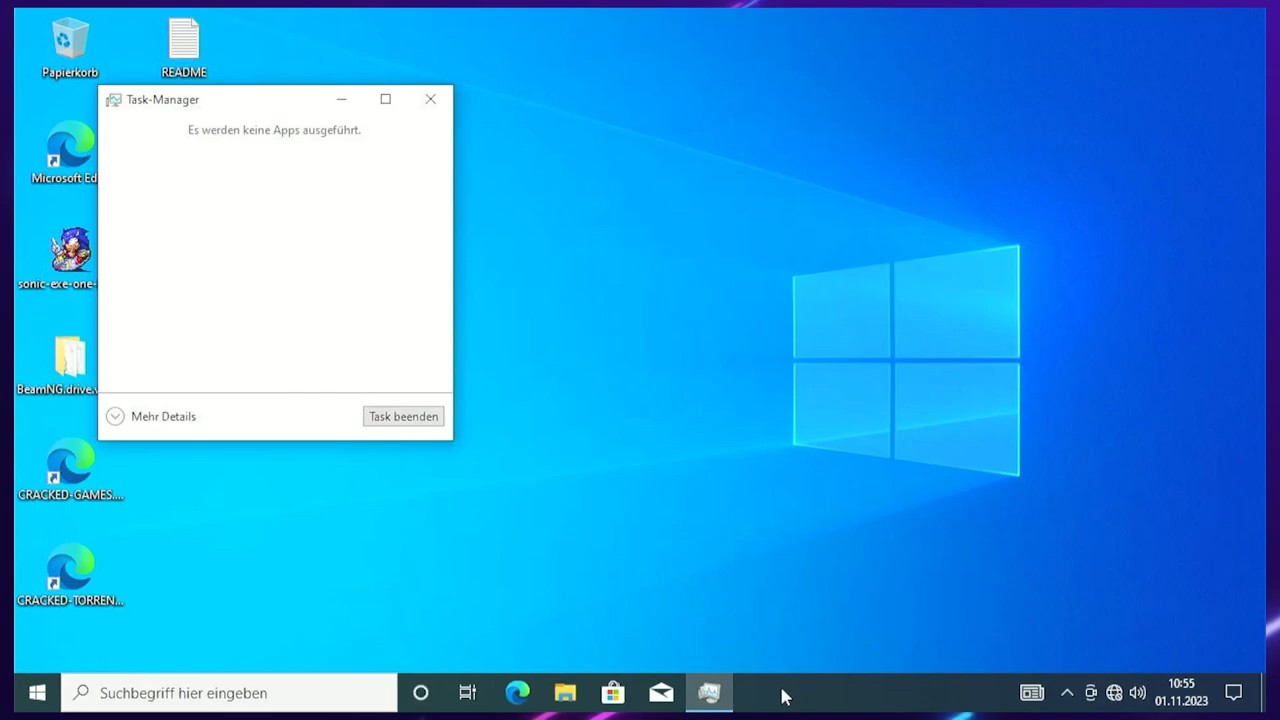 Papierkorb
README
Task-Manager
Es werden keine Apps ausgeführt.
Microsoft Ed
sonic-exe-one-
BeamNG.drive.v
Mehr Details
Task beenden
CRACKED-GAMES....
CRACKED-TORREN...
Suchbegriff hier eingeben
10:55
01.11.2023